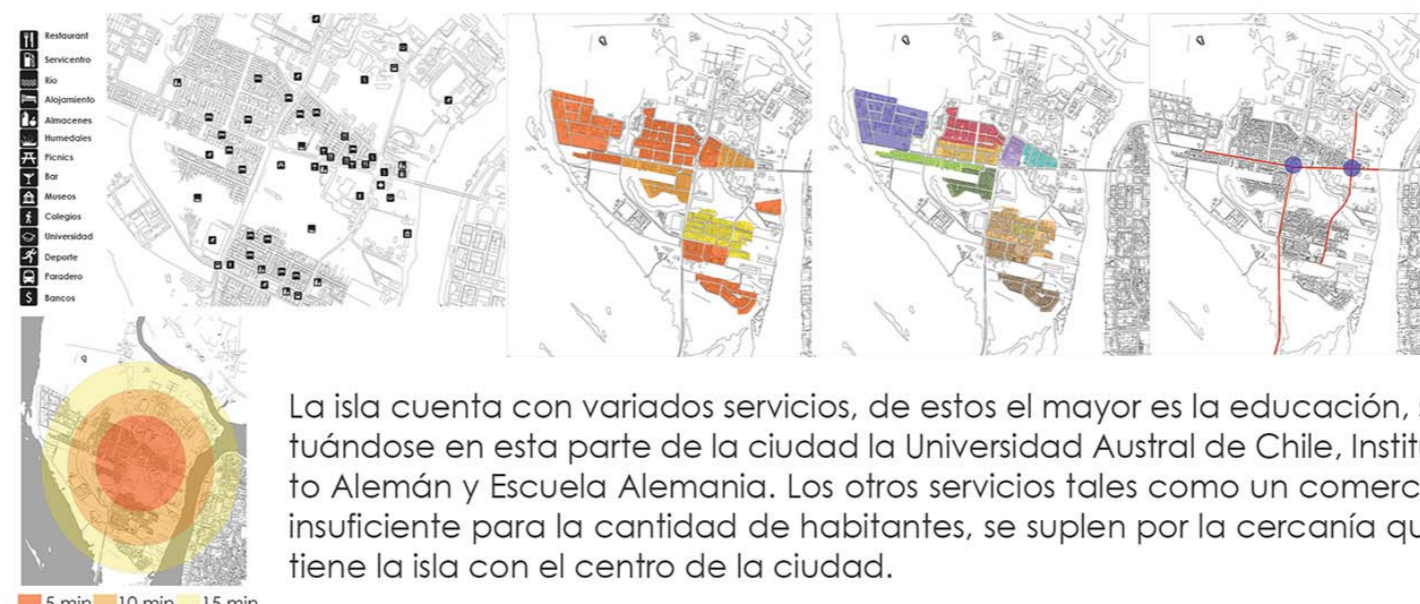 Restaurant
Servicentro
Río
Alojamiento
Almacenes
Humedales
Picnics
Bar
Museos
Colegios
Universidad
Deporte
Paradero
$ Bancos
La isla cuenta con variados servicios, de estos el mayor es la educación, s
tuándose en esta parte de la ciudad la Universidad Austral de Chile, Institu
to Alemán y Escuela Alemania. Los otros servicios tales como un comerc
insuficiente para la cantidad de habitantes, se suplen por la cercanía qu
tiene la isla con el centro de la ciudad.
5 min 10 min 15 min